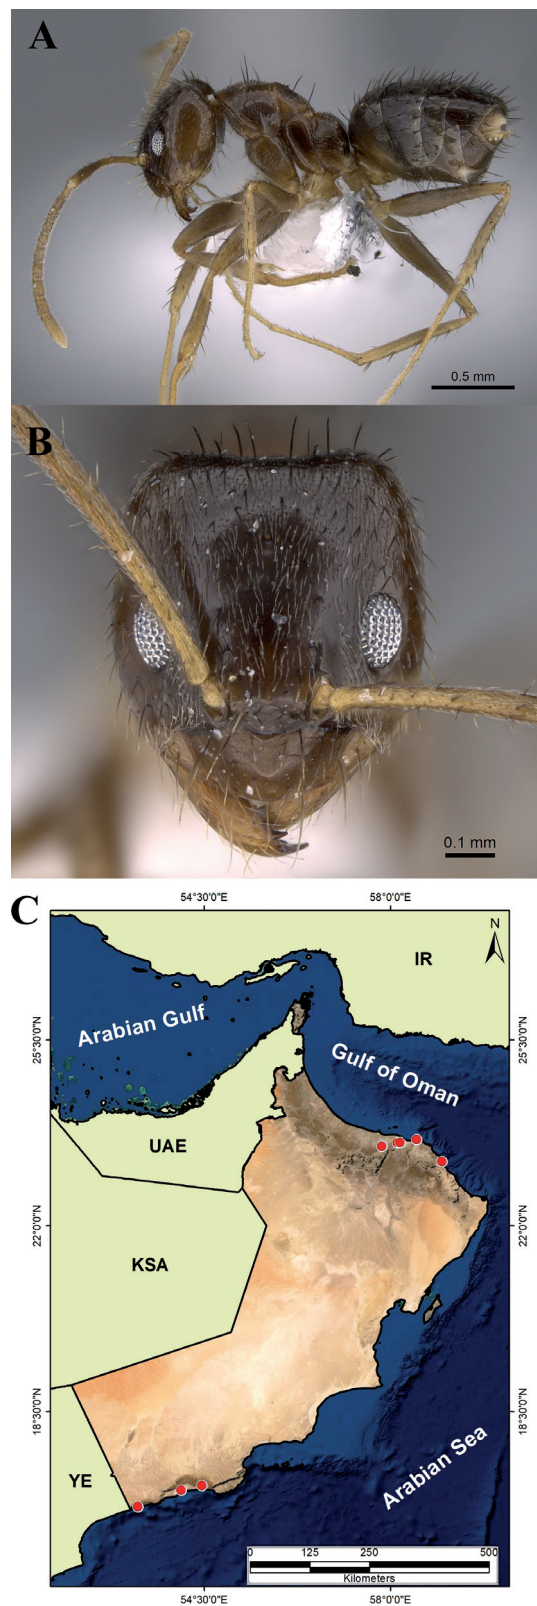 A
0.5 mm
B
0.1 mm
C
54°30'0"E 58°0'0"E
N
IR
Arabian Gulf
25°30'0"N 25°30'0"N
Gulf of Oman
UAE
22°0'0"N 22°0'0"N
KSA
18°30'0"N 18°30'0"N
YE
Arabian Sea
0 125 250 500
Kilometers
54°30'0"E 58°0'0"E